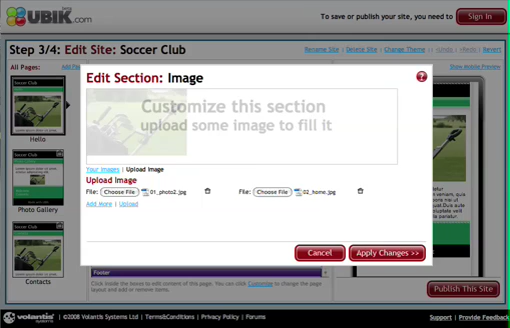 beta
UBIK.com
To save or publish your site, you need to
Sign In
Step 3/4: Edit Site: Soccer Club
Rename Site | Delete Site | Change Theme >> |Undo | Redo | Revert
All Pages:
Show Mobile Preview
Soccer Club
Hello
Photo Gallery
Contacts
Edit Section: Image
?
Customize this section
upload some image to fill it
Your Images | Upload Image
Upload Image
File: Choose File 01_photo2.jpg
File: Choose File 02_home.jpg
Add More | Upload
Cancel
Apply Changes >>
Footer
Click inside the boxes to edit content of this page. You can click Customize to change the
page layout and add or remove items.
Publish This Site
volantis
©2008 Volantis Systems Ltd | Terms&Conditions | Privacy Policy | Forums
Support | Provide Feedback